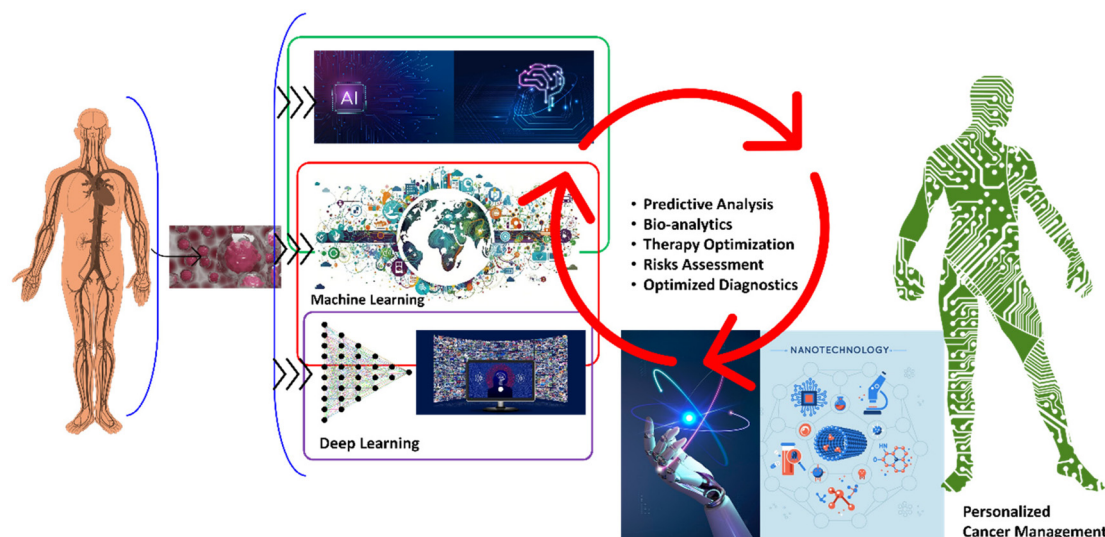 AI
Machine Learning
Deep Learning
• Predictive Analysis
• Bio-analytics
• Therapy Optimization
• Risks Assessment
• Optimized Diagnostics
NANOTECHNOLOGY
HN
O
Personalized
Cancer Management